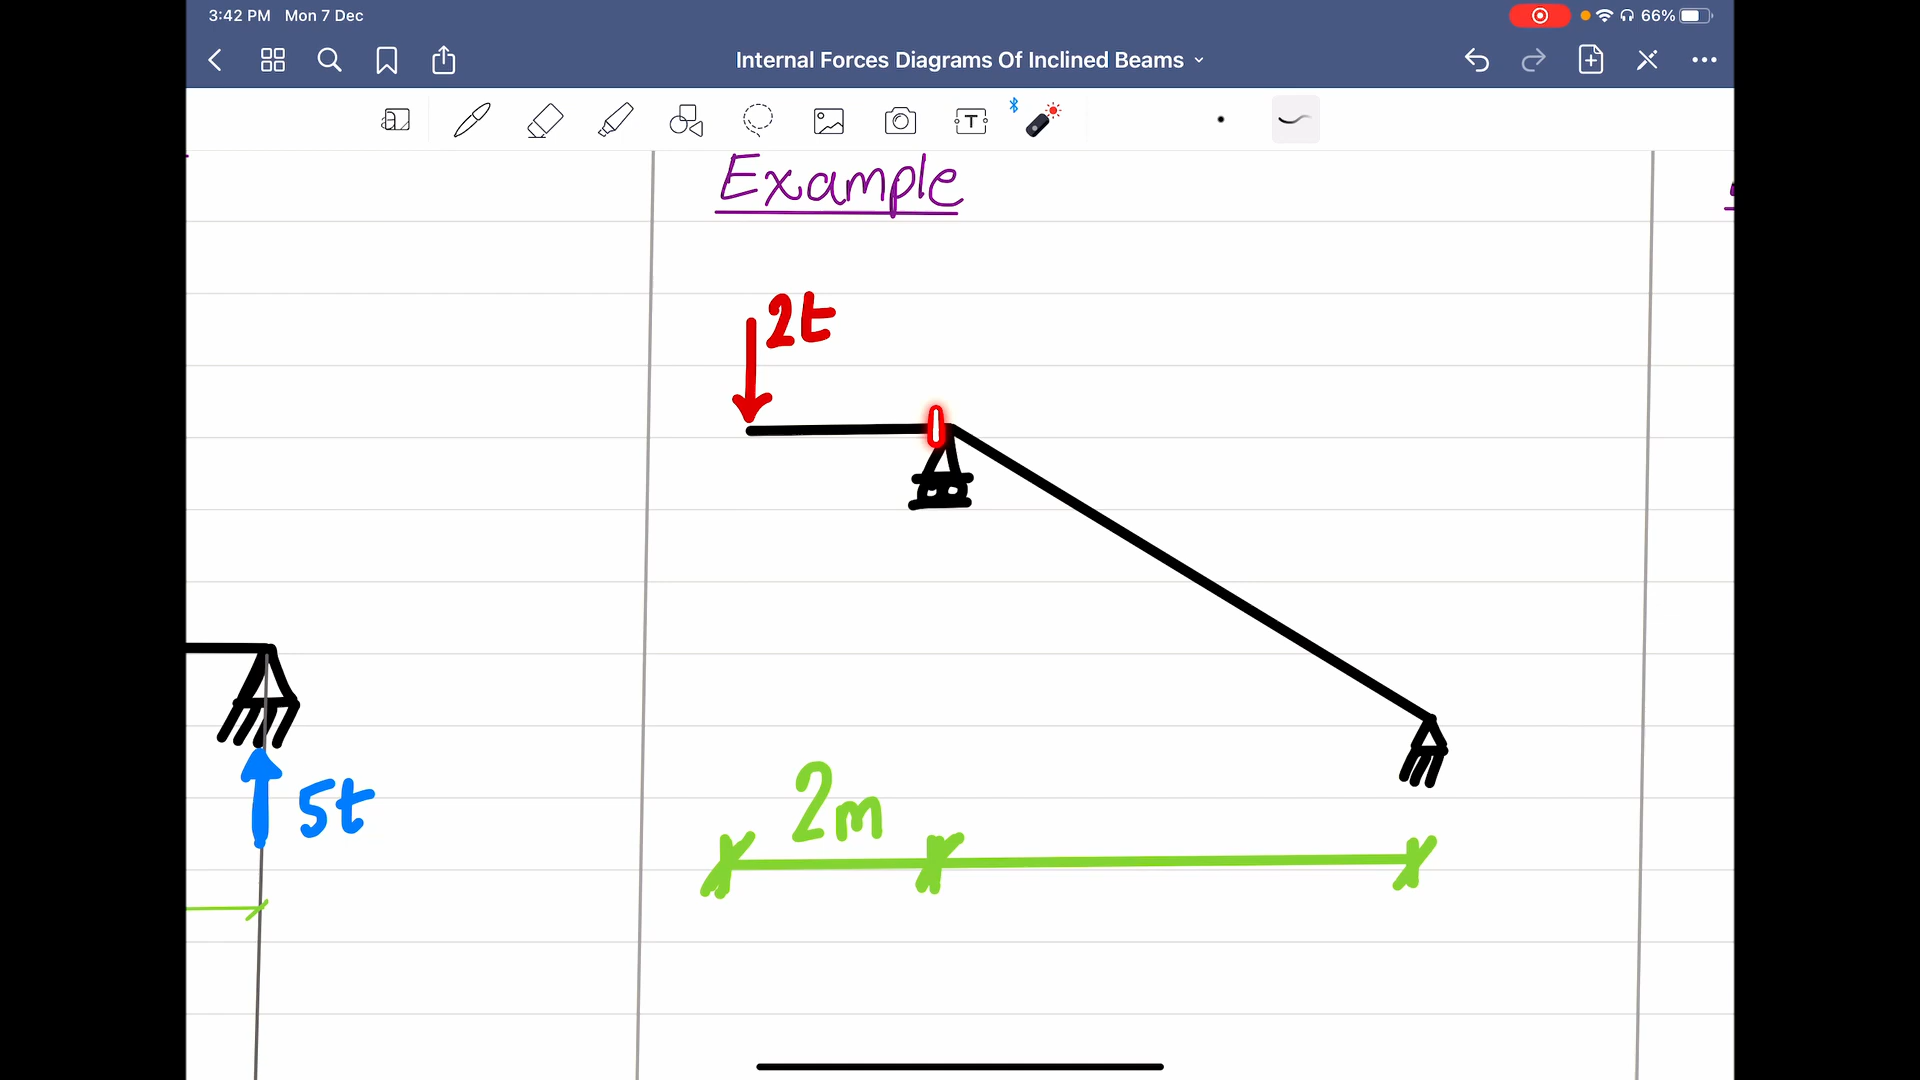 3:42 PM Mon 7 Dec
66%
Internal Forces Diagrams Of Inclined Beams
Example
2t
5t
2m